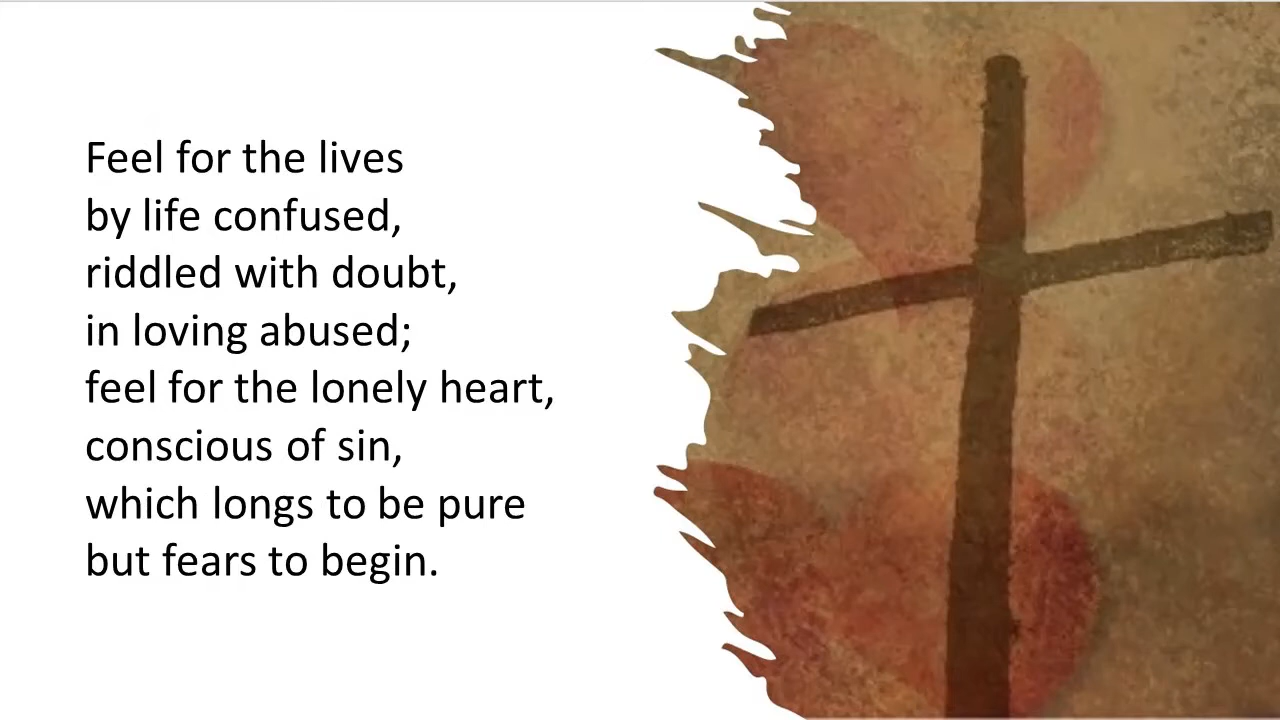 Feel for the lives
by life confused,
riddled with doubt,
in loving abused;
feel for the lonely heart,
conscious of sin,
which longs to be pure
but fears to begin.